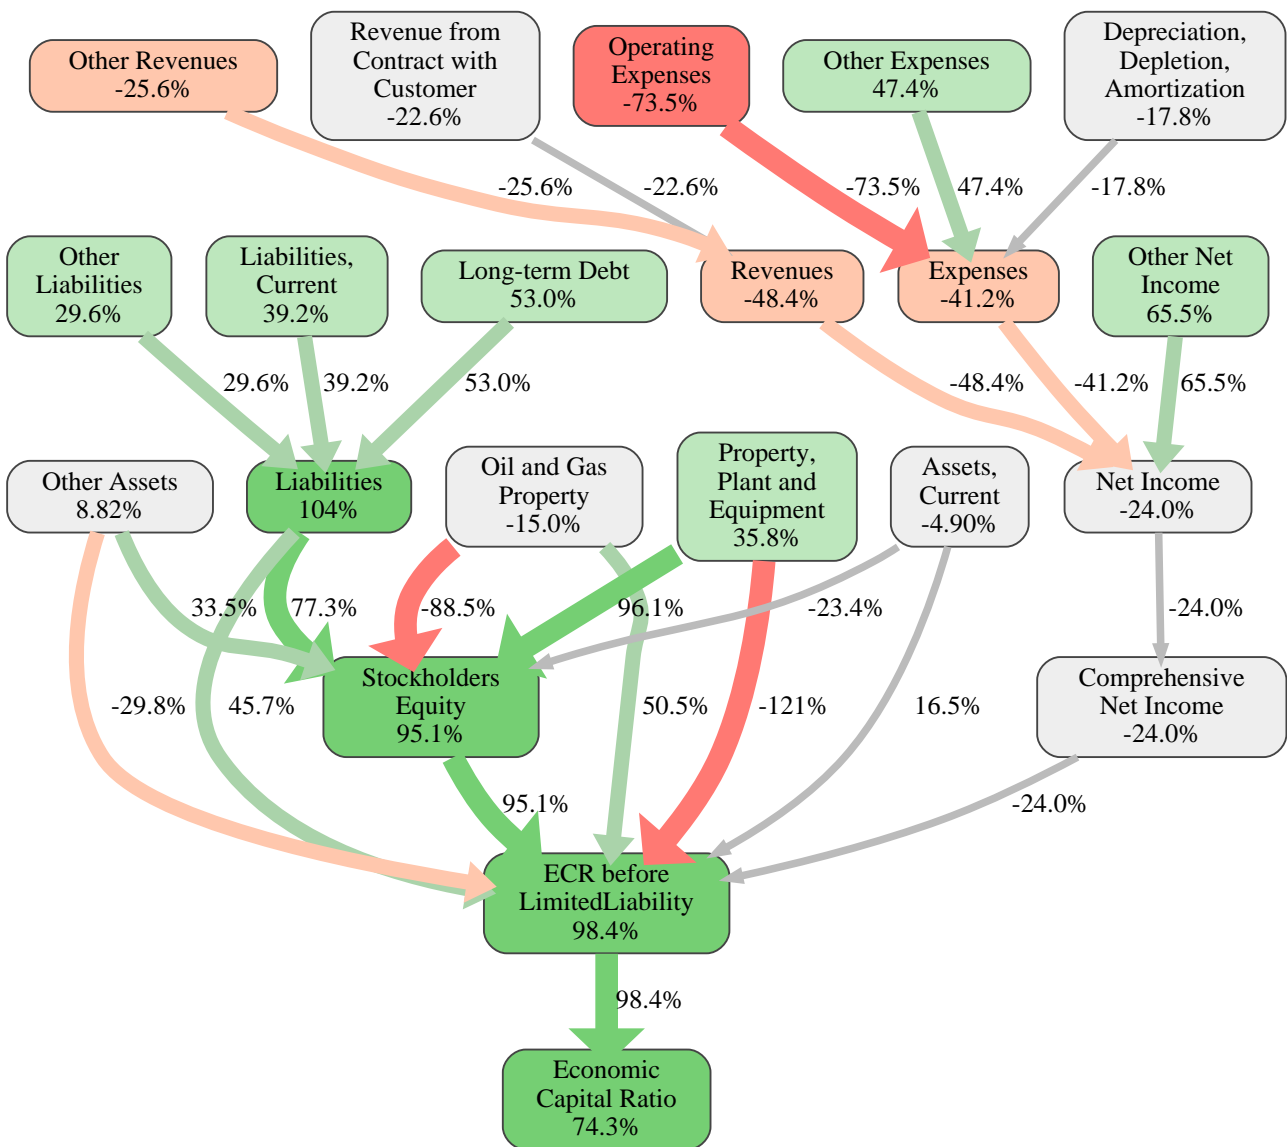 Other Revenues
-25.6%
Revenue from
Contract with
Customer
-22.6%
Operating
Expenses
-73.5%
Other Expenses
47.4%
Depreciation,
Depletion,
Amortization
-17.8%
-25.6%
-22.6%
-73.5%
47.4%
-17.8%
Other
Liabilities
29.6%
Liabilities,
Current
39.2%
Long-term Debt
53.0%
Revenues
-48.4%
Expenses
-41.2%
Other Net
Income
65.5%
29.6%
39.2%
53.0%
-48.4%
-41.2%
65.5%
Other Assets
8.82%
Liabilities
104%
Oil and Gas
Property
-15.0%
Property,
Plant and
Equipment
35.8%
Assets,
Current
-4.90%
Net Income
-24.0%
33.5%
77.3%
-88.5%
96.1%
-23.4%
-24.0%
Stockholders
Equity
95.1%
Comprehensive
Net Income
-24.0%
-29.8%
45.7%
50.5%
-121%
16.5%
95.1%
-24.0%
ECR before
LimitedLiability
98.4%
98.4%
Economic
Capital Ratio
74.3%